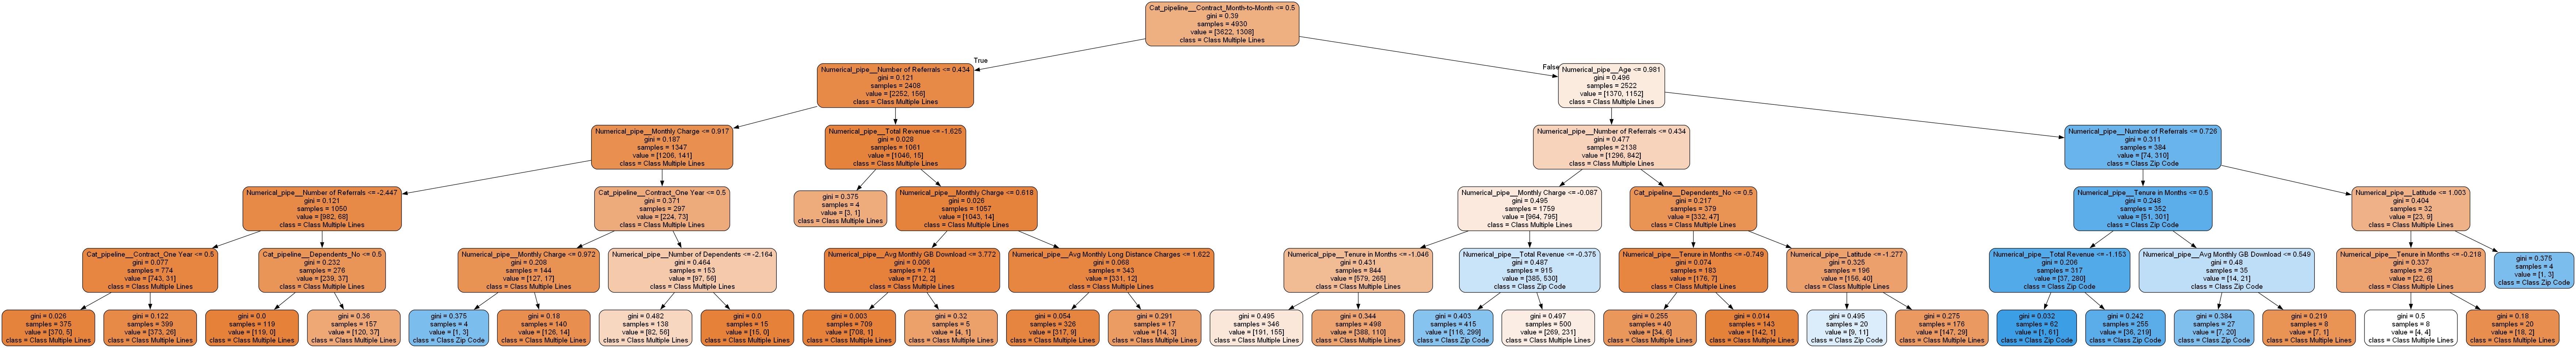 Cat_pipeline__Contract_Month-to-Month <= 0.5
gini = 0.39
samples = 4930
value = [3622, 1308]
class = Class Multiple Lines
True
False
Numerical_pipe__Number of Referrals <= 0.434
gini = 0.121
samples = 2408
value = [2252, 156]
class = Class Multiple Lines
Numerical_pipe__Age <= 0.981
gini = 0.496
samples = 2522
value = [1370, 1152]
class = Class Multiple Lines
Numerical_pipe__Monthly Charge <= 0.917
gini = 0.187
samples = 1347
value = [1206, 141]
class = Class Multiple Lines
Numerical_pipe__Total Revenue <= -1.625
gini = 0.028
samples = 1061
value = [1046, 15]
class = Class Multiple Lines
Numerical_pipe__Number of Referrals <= 0.434
gini = 0.477
samples = 2138
value = [1296, 842]
class = Class Multiple Lines
Numerical_pipe__Number of Referrals <= 0.726
gini = 0.311
samples = 384
value = [74, 310]
class = Class Zip Code
Numerical_pipe__Number of Referrals <= -2.447
gini = 0.121
samples = 1050
value = [982, 68]
class = Class Multiple Lines
Cat_pipeline__Contract_One Year <= 0.5
gini = 0.371
samples = 297
value = [224, 73]
class = Class Multiple Lines
gini = 0.375
samples = 4
value = [3, 1]
class = Class Multiple Lines
Numerical_pipe__Monthly Charge <= 0.618
gini = 0.026
samples = 1057
value = [1043, 14]
class = Class Multiple Lines
Numerical_pipe__Monthly Charge <= -0.087
gini = 0.495
samples = 1759
value = [964, 795]
class = Class Multiple Lines
Cat_pipeline__Dependents_No <= 0.5
gini = 0.217
samples = 379
value = [332, 47]
class = Class Multiple Lines
Numerical_pipe__Tenure in Months <= 0.5
gini = 0.248
samples = 352
value = [51, 301]
class = Class Zip Code
Numerical_pipe__Latitude <= 1.003
gini = 0.404
samples = 32
value = [23, 9]
class = Class Multiple Lines
Cat_pipeline__Contract_One Year <= 0.5
gini = 0.077
samples = 774
value = [743, 31]
class = Class Multiple Lines
Cat_pipeline__Dependents_No <= 0.5
gini = 0.232
samples = 276
value = [239, 37]
class = Class Multiple Lines
Numerical_pipe__Monthly Charge <= 0.972
gini = 0.208
samples = 144
value = [127, 17]
class = Class Multiple Lines
Numerical_pipe__Number of Dependents <= -2.164
gini = 0.464
samples = 153
value = [97, 56]
class = Class Multiple Lines
Numerical_pipe__Avg Monthly GB Download <= 3.772
gini = 0.006
samples = 714
value = [712, 2]
class = Class Multiple Lines
Numerical_pipe__Avg Monthly Long Distance Charges <= 1.622
gini = 0.068
samples = 343
value = [331, 12]
class = Class Multiple Lines
Numerical_pipe__Tenure in Months <= -1.046
gini = 0.431
samples = 844
value = [579, 265]
class = Class Multiple Lines
Numerical_pipe__Total Revenue <= -0.375
gini = 0.487
samples = 915
value = [385, 530]
class = Class Zip Code
Numerical_pipe__Tenure in Months <= -0.749
gini = 0.074
samples = 183
value = [176, 7]
class = Class Multiple Lines
Numerical_pipe__Latitude <= -1.277
gini = 0.325
samples = 196
value = [156, 40]
class = Class Multiple Lines
Numerical_pipe__Total Revenue <= -1.153
gini = 0.206
samples = 317
value = [37, 280]
class = Class Zip Code
Numerical_pipe__Avg Monthly GB Download <= 0.549
gini = 0.48
samples = 35
value = [14, 21]
class = Class Zip Code
Numerical_pipe__Tenure in Months <= -0.218
gini = 0.337
samples = 28
value = [22, 6]
class = Class Multiple Lines
gini = 0.375
samples = 4
value = [1, 3]
class = Class Zip Code
gini = 0.026
samples = 375
value = [370, 5]
class = Class Multiple Lines
gini = 0.122
samples = 399
value = [373, 26]
class = Class Multiple Lines
gini = 0.0
samples = 119
value = [119, 0]
class = Class Multiple Lines
gini = 0.36
samples = 157
value = [120, 37]
class = Class Multiple Lines
gini = 0.375
samples = 4
value = [1, 3]
class = Class Zip Code
gini = 0.18
samples = 140
value = [126, 14]
class = Class Multiple Lines
gini = 0.482
samples = 138
value = [82, 56]
class = Class Multiple Lines
gini = 0.0
samples = 15
value = [15, 0]
class = Class Multiple Lines
gini = 0.003
samples = 709
value = [708, 1]
class = Class Multiple Lines
gini = 0.32
samples = 5
value = [4, 1]
class = Class Multiple Lines
gini = 0.054
samples = 326
value = [317, 9]
class = Class Multiple Lines
gini = 0.291
samples = 17
value = [14, 3]
class = Class Multiple Lines
gini = 0.495
samples = 346
value = [191, 155]
class = Class Multiple Lines
gini = 0.344
samples = 498
value = [388, 110]
class = Class Multiple Lines
gini = 0.403
samples = 415
value = [116, 299]
class = Class Zip Code
gini = 0.497
samples = 500
value = [269, 231]
class = Class Multiple Lines
gini = 0.255
samples = 40
value = [34, 6]
class = Class Multiple Lines
gini = 0.014
samples = 143
value = [142, 1]
class = Class Multiple Lines
gini = 0.495
samples = 20
value = [9, 11]
class = Class Zip Code
gini = 0.275
samples = 176
value = [147, 29]
class = Class Multiple Lines
gini = 0.032
samples = 62
value = [1, 61]
class = Class Zip Code
gini = 0.242
samples = 255
value = [36, 219]
class = Class Zip Code
gini = 0.384
samples = 27
value = [7, 20]
class = Class Zip Code
gini = 0.219
samples = 8
value = [7, 1]
class = Class Multiple Lines
gini = 0.5
samples = 8
value = [4, 4]
class = Class Multiple Lines
gini = 0.18
samples = 20
value = [18, 2]
class = Class Multiple Lines